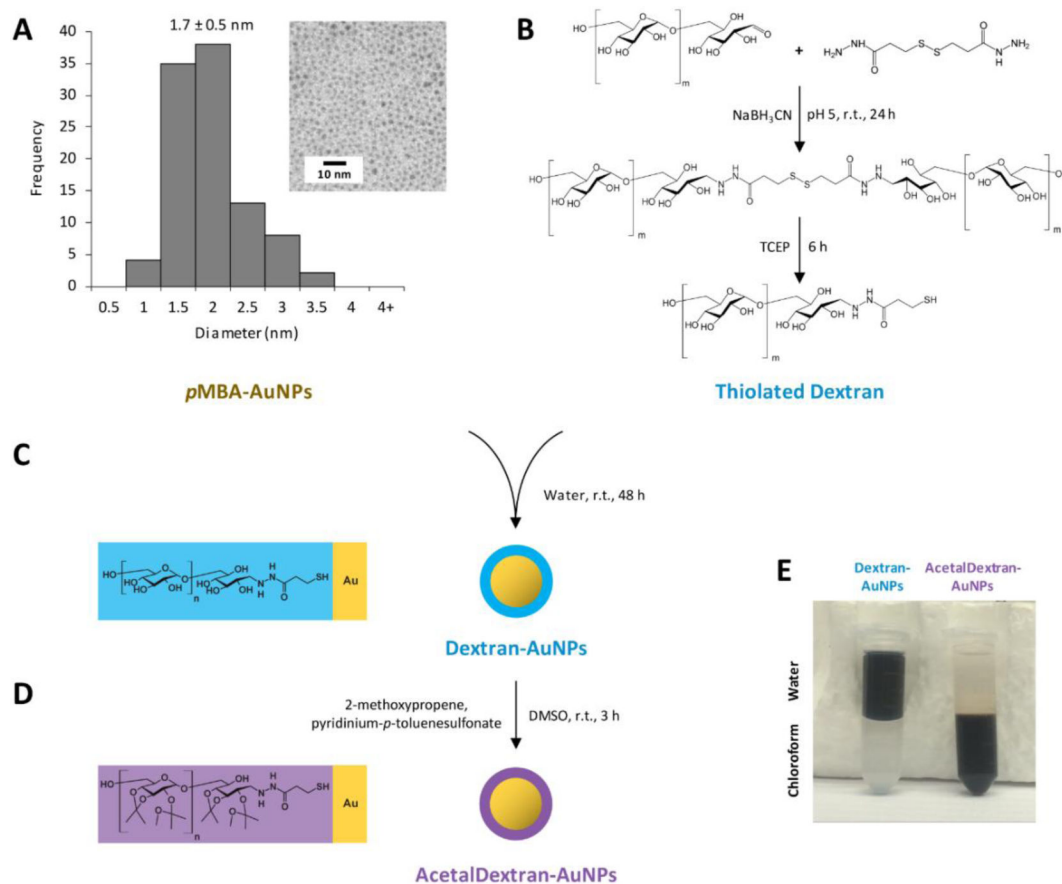 A
1.7 ± 0.5 nm
Frequency
40
35
30
25
20
15
10
5
0
0.5 1 1.5 2 2.5 3 3.5 4 4+
Diameter (nm)
10 nm
pMBA-AuNPs
B
+
NaBH3CN pH 5, r.t., 24 h
TCEP 6 h
Thiolated Dextran
C
Water, r.t., 48 h
Au
Dextran-AuNPs
D
2-methoxypropene,
pyridinium-p-toluenesulfonate
DMSO, r.t., 3 h
Au
AcetalDextran-AuNPs
E
Dextran-
AuNPs
AcetalDextran-
AuNPs
Water
Chloroform